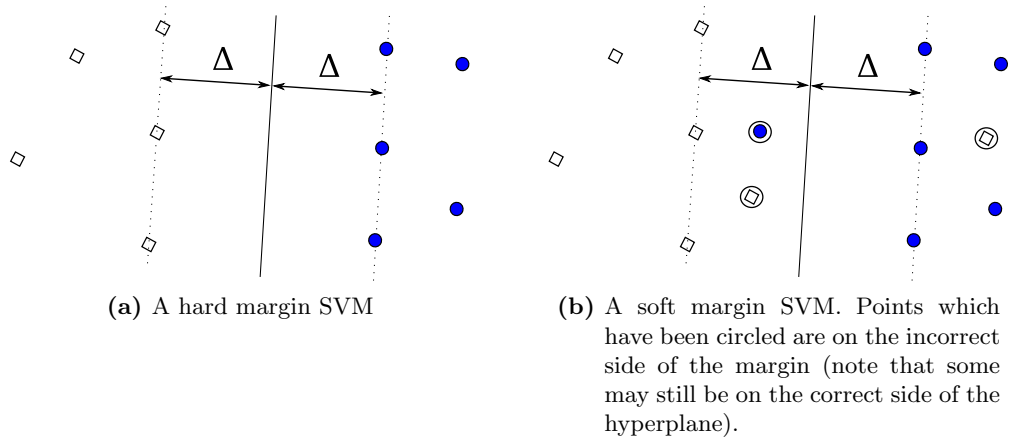 Δ Δ
Δ Δ
(a) A hard margin SVM
(b) A soft margin SVM. Points which
have been circled are on the incorrect
side of the margin (note that some
may still be on the correct side of the
hyperplane).